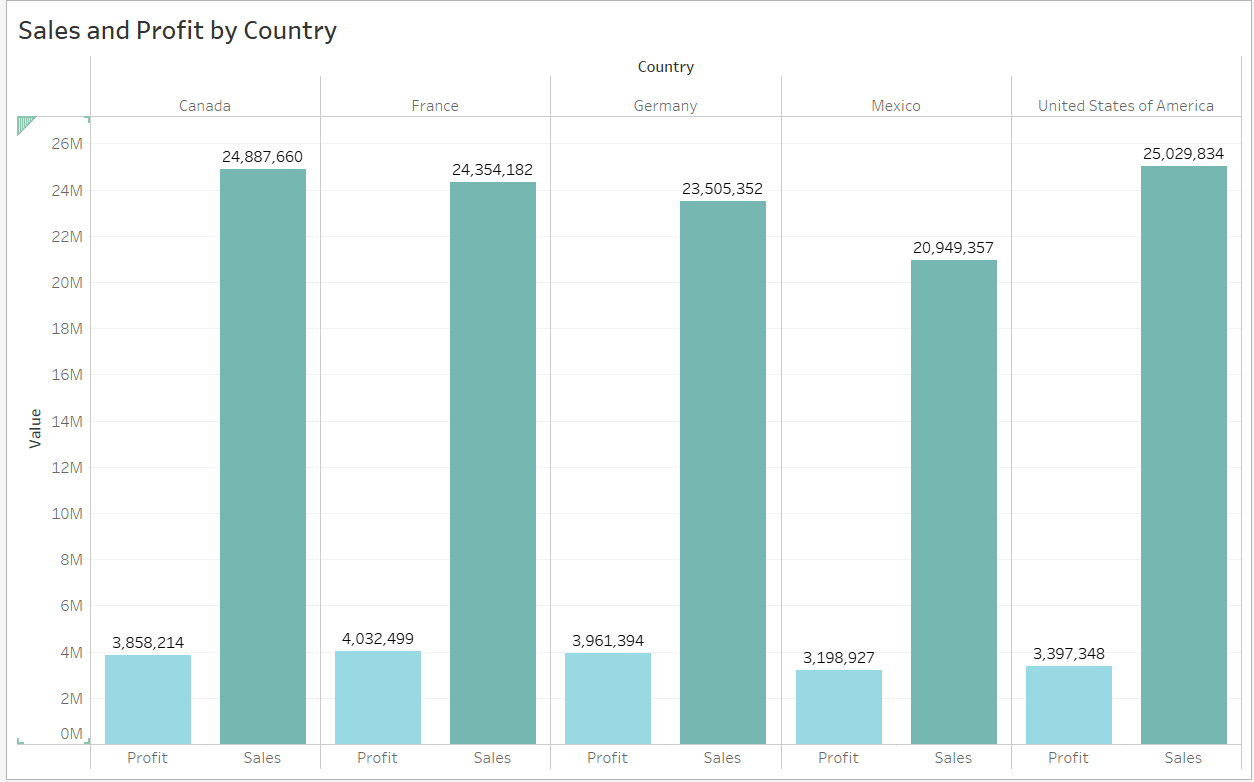 Sales and Profit by Country
Country
Canada France Germany Mexico United States of America
26M
24M
22M
20M
18M
16M
14M
12M
10M
8M
6M
4M
2M
0M
Value
3,858,214 24,887,660 4,032,499 24,354,182 3,961,394 23,505,352 3,198,927 20,949,357 3,397,348 25,029,834
Profit Sales Profit Sales Profit Sales Profit Sales Profit Sales